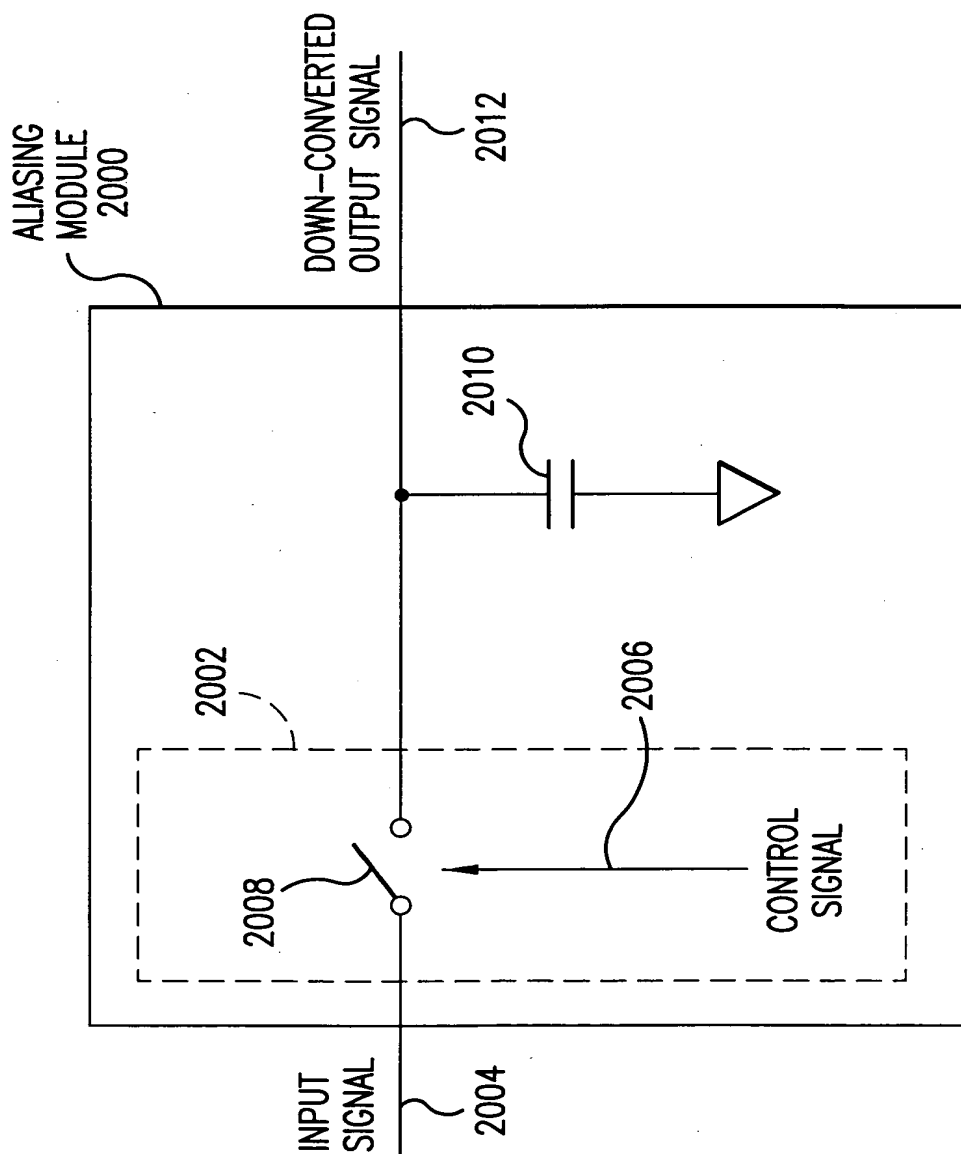 ALIASING
MODULE
2000
DOWN-CONVERTED
OUTPUT SIGNAL
2012
2010
2002
2008
2006
CONTROL
SIGNAL
INPUT
SIGNAL
2004